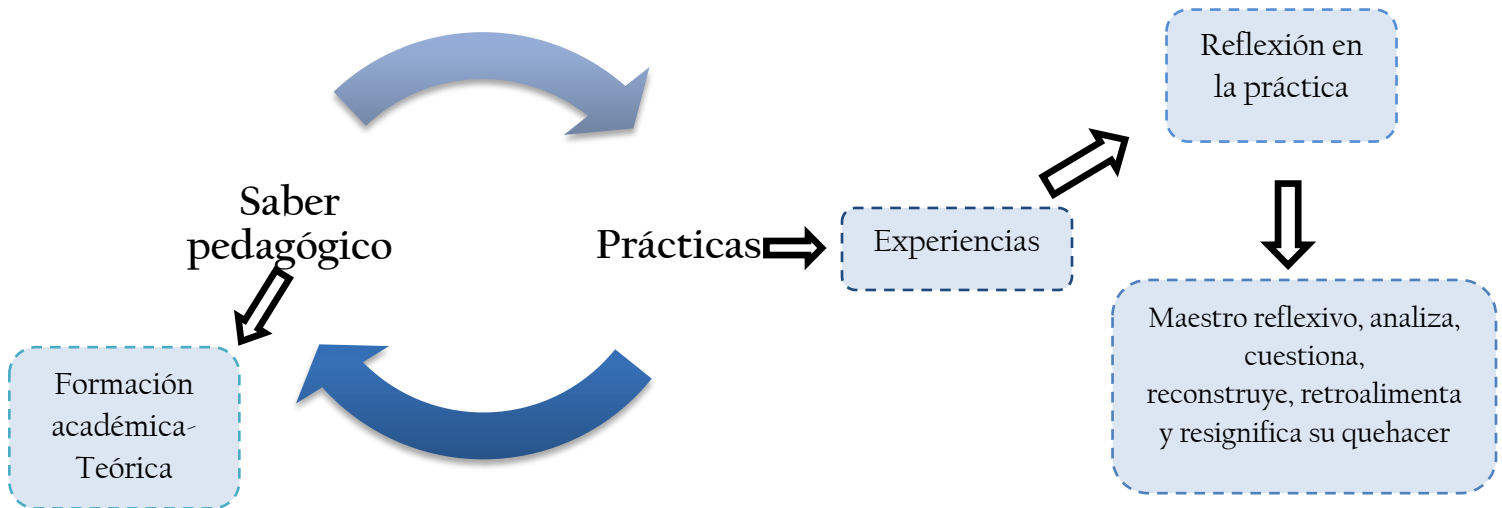 Saber
pedagógico
Formación
académica-
Teórica
Prácticas
Experiencias
Reflexión en
la práctica
Maestro reflexivo, analiza,
cuestiona,
reconstruye, retroalimenta
y resignifica su quehacer